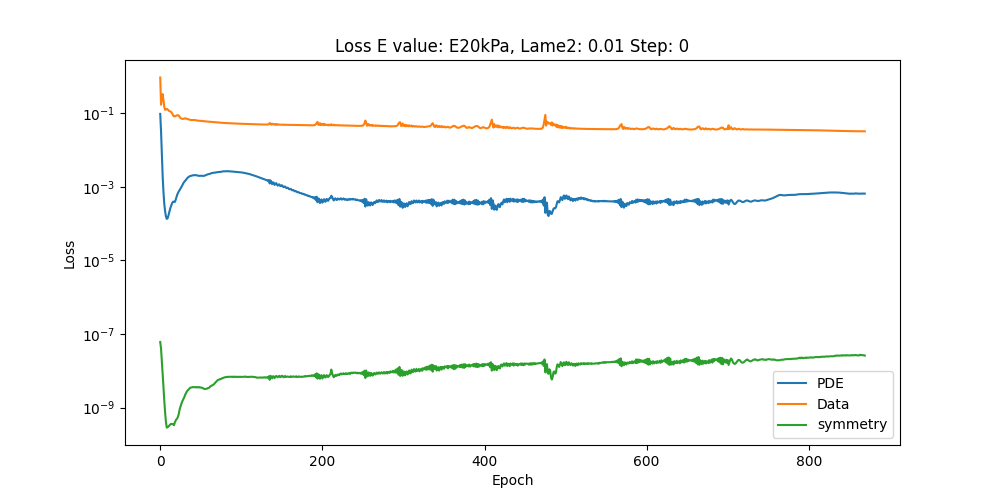 Loss E value: E20kPa, Lame2: 0.01 Step: 0
Loss
10⁻¹
10⁻³
10⁻⁵
10⁻⁷
10⁻⁹
PDE
Data
symmetry
0 200 400 600 800
Epoch